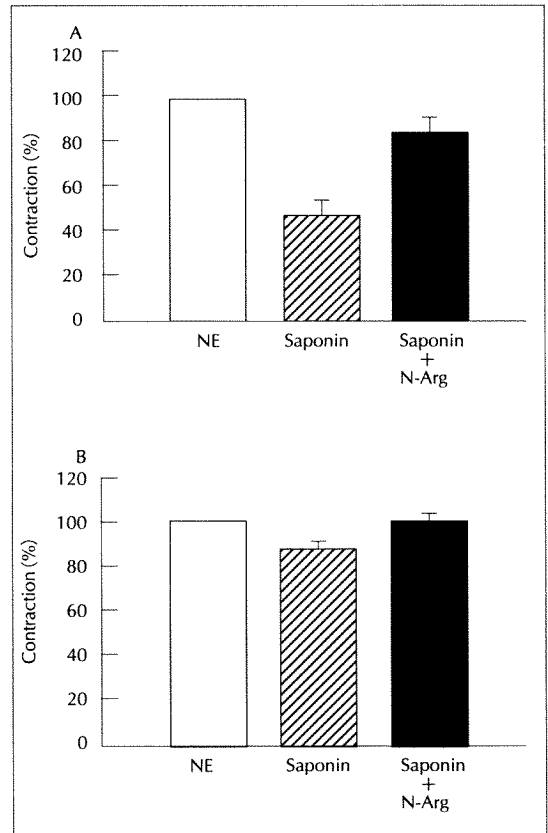 A
120
100
80
60
40
20
0
Contraction (%)
NE
Saponin
Saponin
+
N-Arg
B
120
100
80
60
40
20
0
Contraction (%)
NE
Saponin
Saponin
+
N-Arg